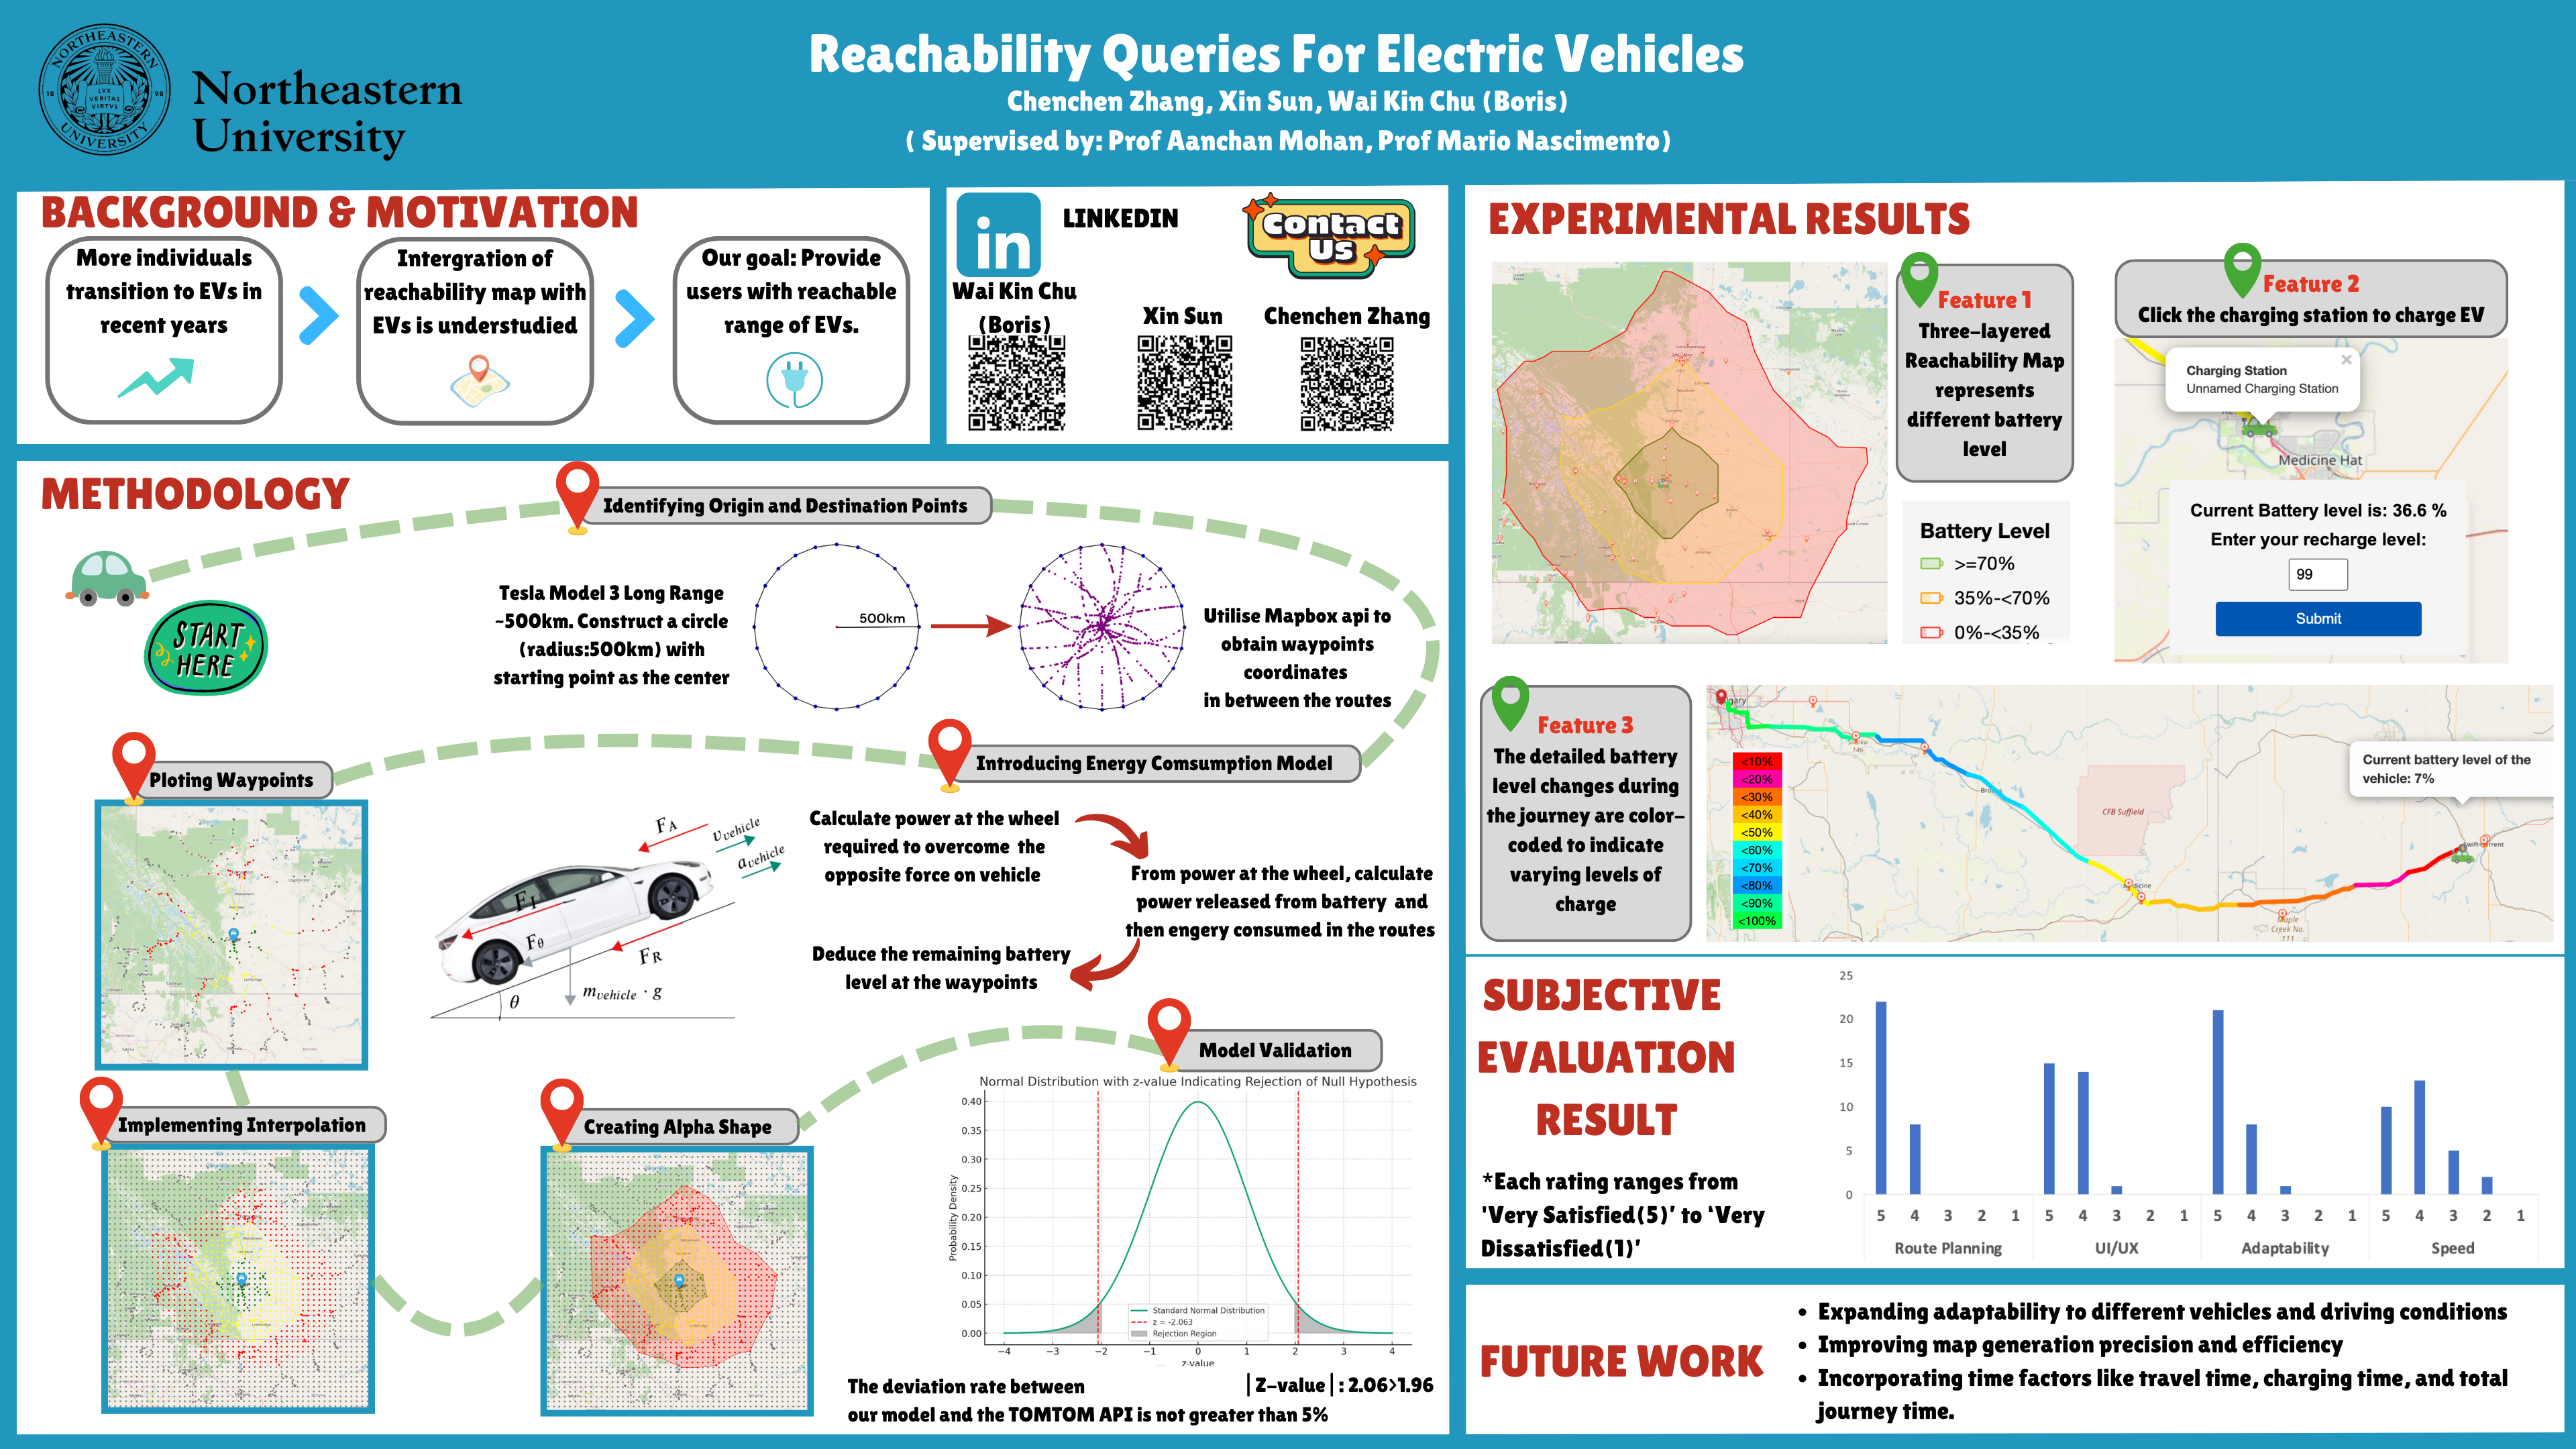 NORTHEASTERN
UNIVERSITY
LVX
VERITAS
VIRTVS
18
98
Northeastern
University
Reachability Queries For Electric Vehicles
Chenchen Zhang, Xin Sun, Wai Kin Chu (Boris)
( Supervised by: Prof Aanchan Mohan, Prof Mario Nascimento)
BACKGROUND & MOTIVATION
More individuals
transition to EVs in
recent years
Intergration of
reachability map with
EVs is understudied
Our goal: Provide
users with reachable
range of EVs.
in
LINKEDIN
Contact
Us
Wai Kin Chu
(Boris)
Xin Sun
Chenchen Zhang
METHODOLOGY
START
HERE
Identifying Origin and Destination Points
Tesla Model 3 Long Range
~500km. Construct a circle
(radius:500km) with
starting point as the center
500km
Utilise Mapbox api to
obtain waypoints
coordinates
in between the routes
Introducing Energy Comsumption Model
Calculate power at the wheel
required to overcome the
opposite force on vehicle
From power at the wheel, calculate
power released from battery and
then engery consumed in the routes
Deduce the remaining battery
level at the waypoints
F_A
v_vehicle
a_vehicle
F_I
F_θ
F_R
m_vehicle · g
θ
Ploting Waypoints
Implementing Interpolation
Creating Alpha Shape
Model Validation
Normal Distribution with z-value Indicating Rejection of Null Hypothesis
Probability Density
0.40
0.35
0.30
0.25
0.20
0.15
0.10
0.05
0.00
Standard Normal Distribution
z = -2.063
Rejection Region
−4 −3 −2 −1 0 1 2 3 4
z-value
The deviation rate between
our model and the TOMTOM API is not greater than 5%
|Z-value| : 2.06>1.96
EXPERIMENTAL RESULTS
Feature 1
Three-layered
Reachability Map
represents
different battery
level
Battery Level
>=70%
35%-<70%
0%-<35%
Feature 2
Click the charging station to charge EV
Charging Station
×
Unnamed Charging Station
Medicine Hat
Current Battery level is: 36.6 %
Enter your recharge level:
99
Submit
Feature 3
The detailed battery
level changes during
the journey are color-
coded to indicate
varying levels of
charge
<10%
<20%
<30%
<40%
<50%
<60%
<70%
<80%
<90%
<100%
CFB Suffield
Maple
Creek No.
111
Current battery level of the
vehicle: 7%
SUBJECTIVE
EVALUATION
RESULT
*Each rating ranges from
'Very Satisfied(5)' to 'Very
Dissatisfied(1)'
25
20
15
10
5
0
5 4 3 2 1 5 4 3 2 1 5 4 3 2 1 5 4 3 2 1
Route Planning UI/UX Adaptability Speed
FUTURE WORK
• Expanding adaptability to different vehicles and driving conditions
• Improving map generation precision and efficiency
• Incorporating time factors like travel time, charging time, and total
journey time.